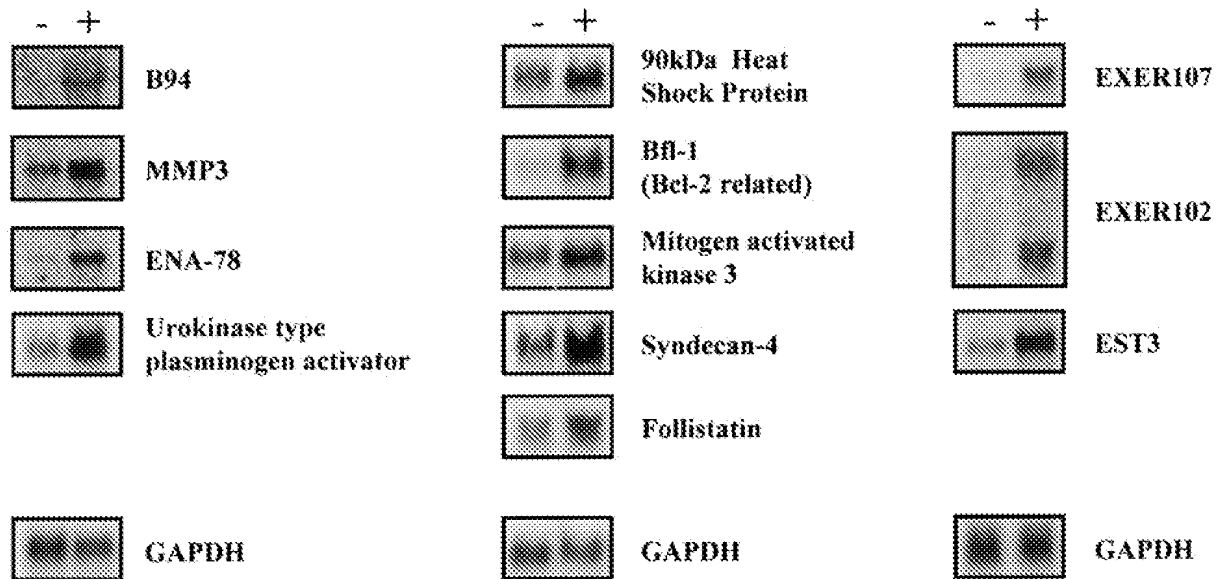 - +
B94
MMP3
ENA-78
Urokinase type
plasminogen activator
GAPDH
- +
90kDa Heat
Shock Protein
Bfl-1
(Bcl-2 related)
Mitogen activated
kinase 3
Syndecan-4
Follistatin
GAPDH
- +
EXER107
EXER102
EST3
GAPDH